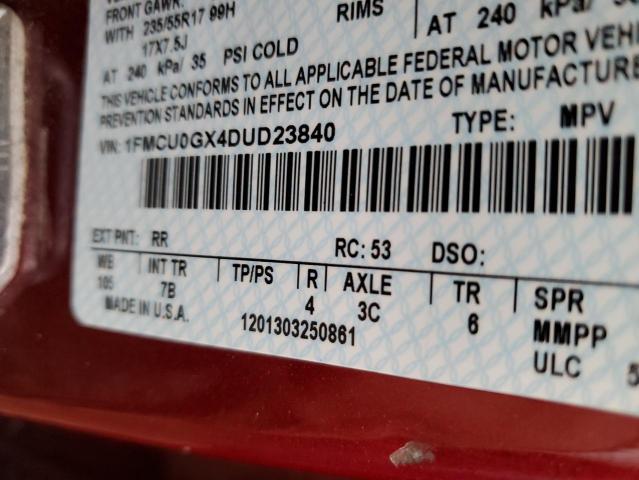 FRONT GAWR:
WITH 235/55R17 99H RIMS
17X7.5J
AT 240 kPa/ 35 PSI COLD AT 240 kPa/
THIS VEHICLE CONFORMS TO ALL APPLICABLE FEDERAL MOTOR
PREVENTION STANDARDS IN EFFECT ON THE DATE OF MANUFACTURE
VIN: 1FMCU0GX4DUD23840 TYPE: MPV
EXT PNT: RR RC: 53 DSO:
WB INT TR TP/PS R AXLE TR SPR
105 7B 4 3C 6 MMPP
MADE IN U.S.A. ULC
1201303250861